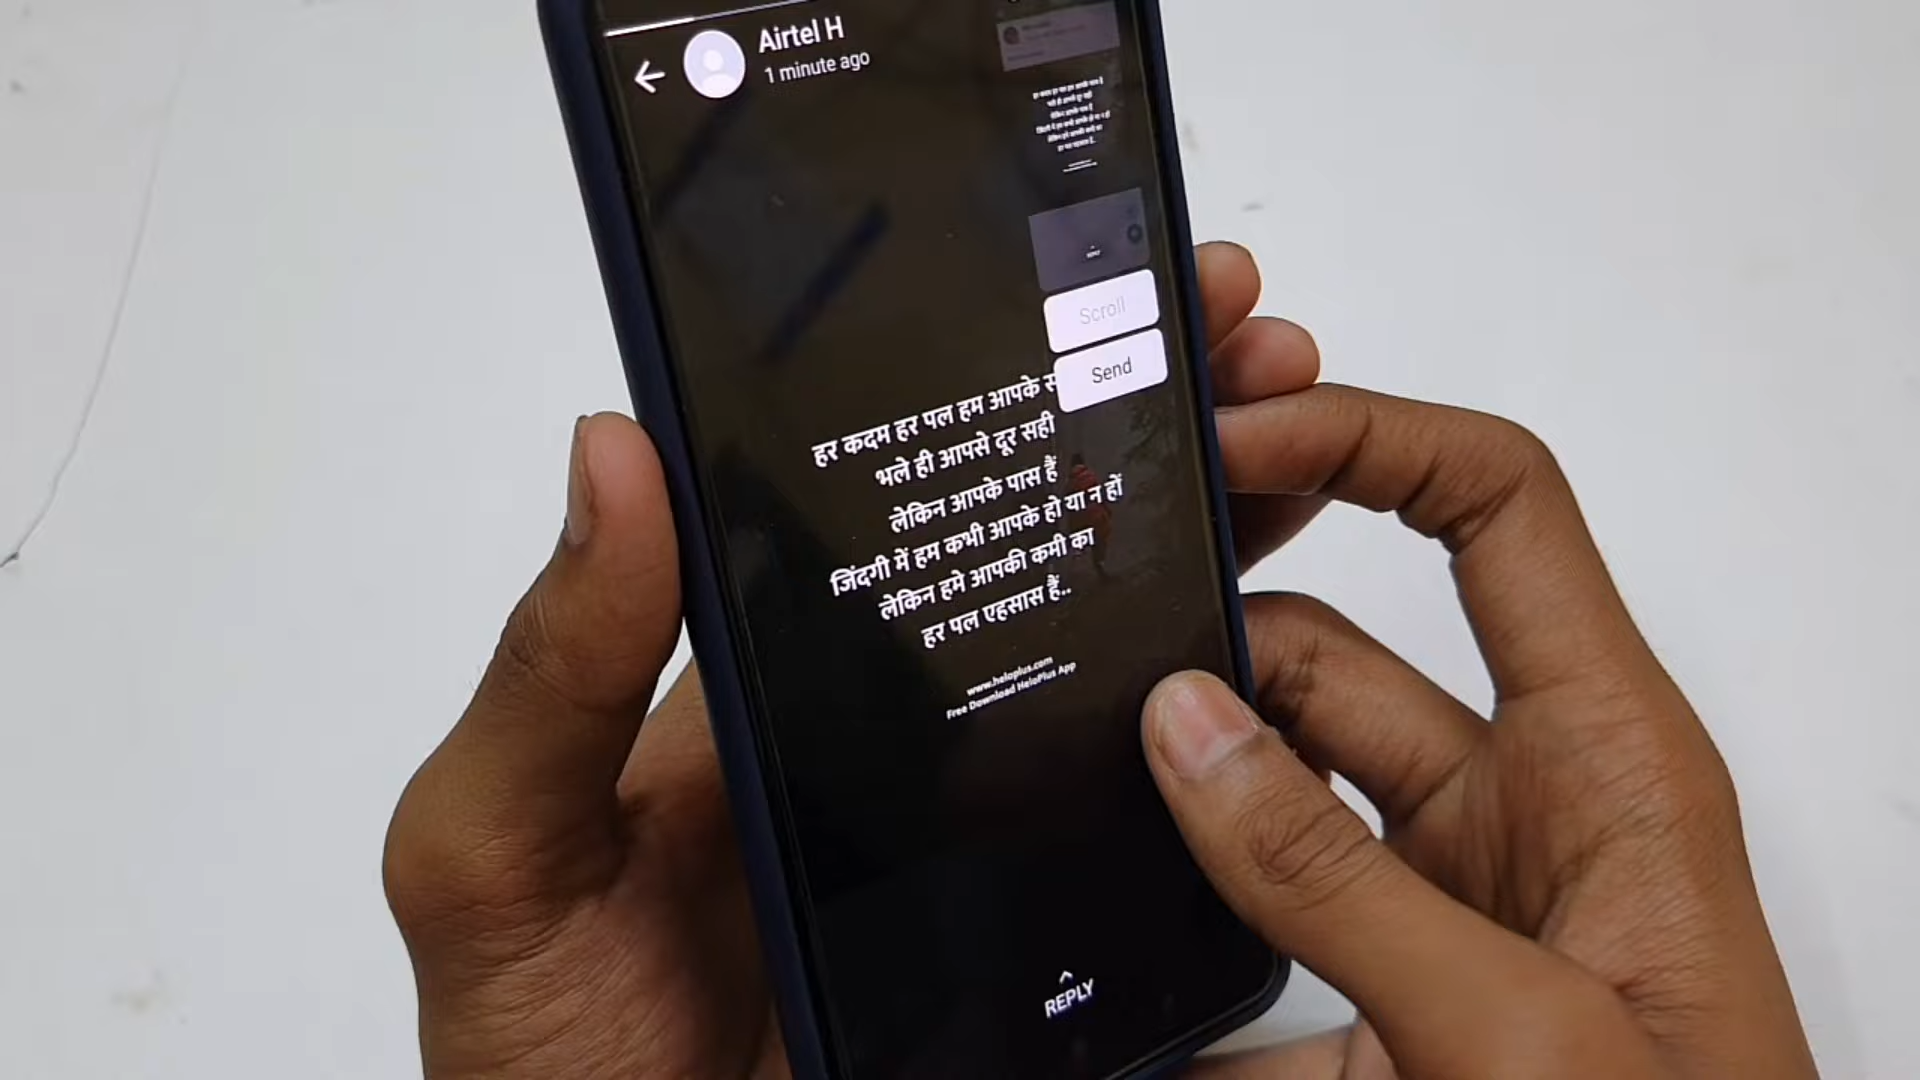 Airtel H
1 minute ago
Scroll
Send
हर कदम हर पल हम आपके
भले ही आपसे दूर सही
लेकिन आपके पास हैं
जिंदगी में हम कभी आपके हो या न हों
लेकिन हमे आपकी कमी का
हर पल एहसास हैं..
www.heloplus.com
Free Download HeloPlus App
REPLY